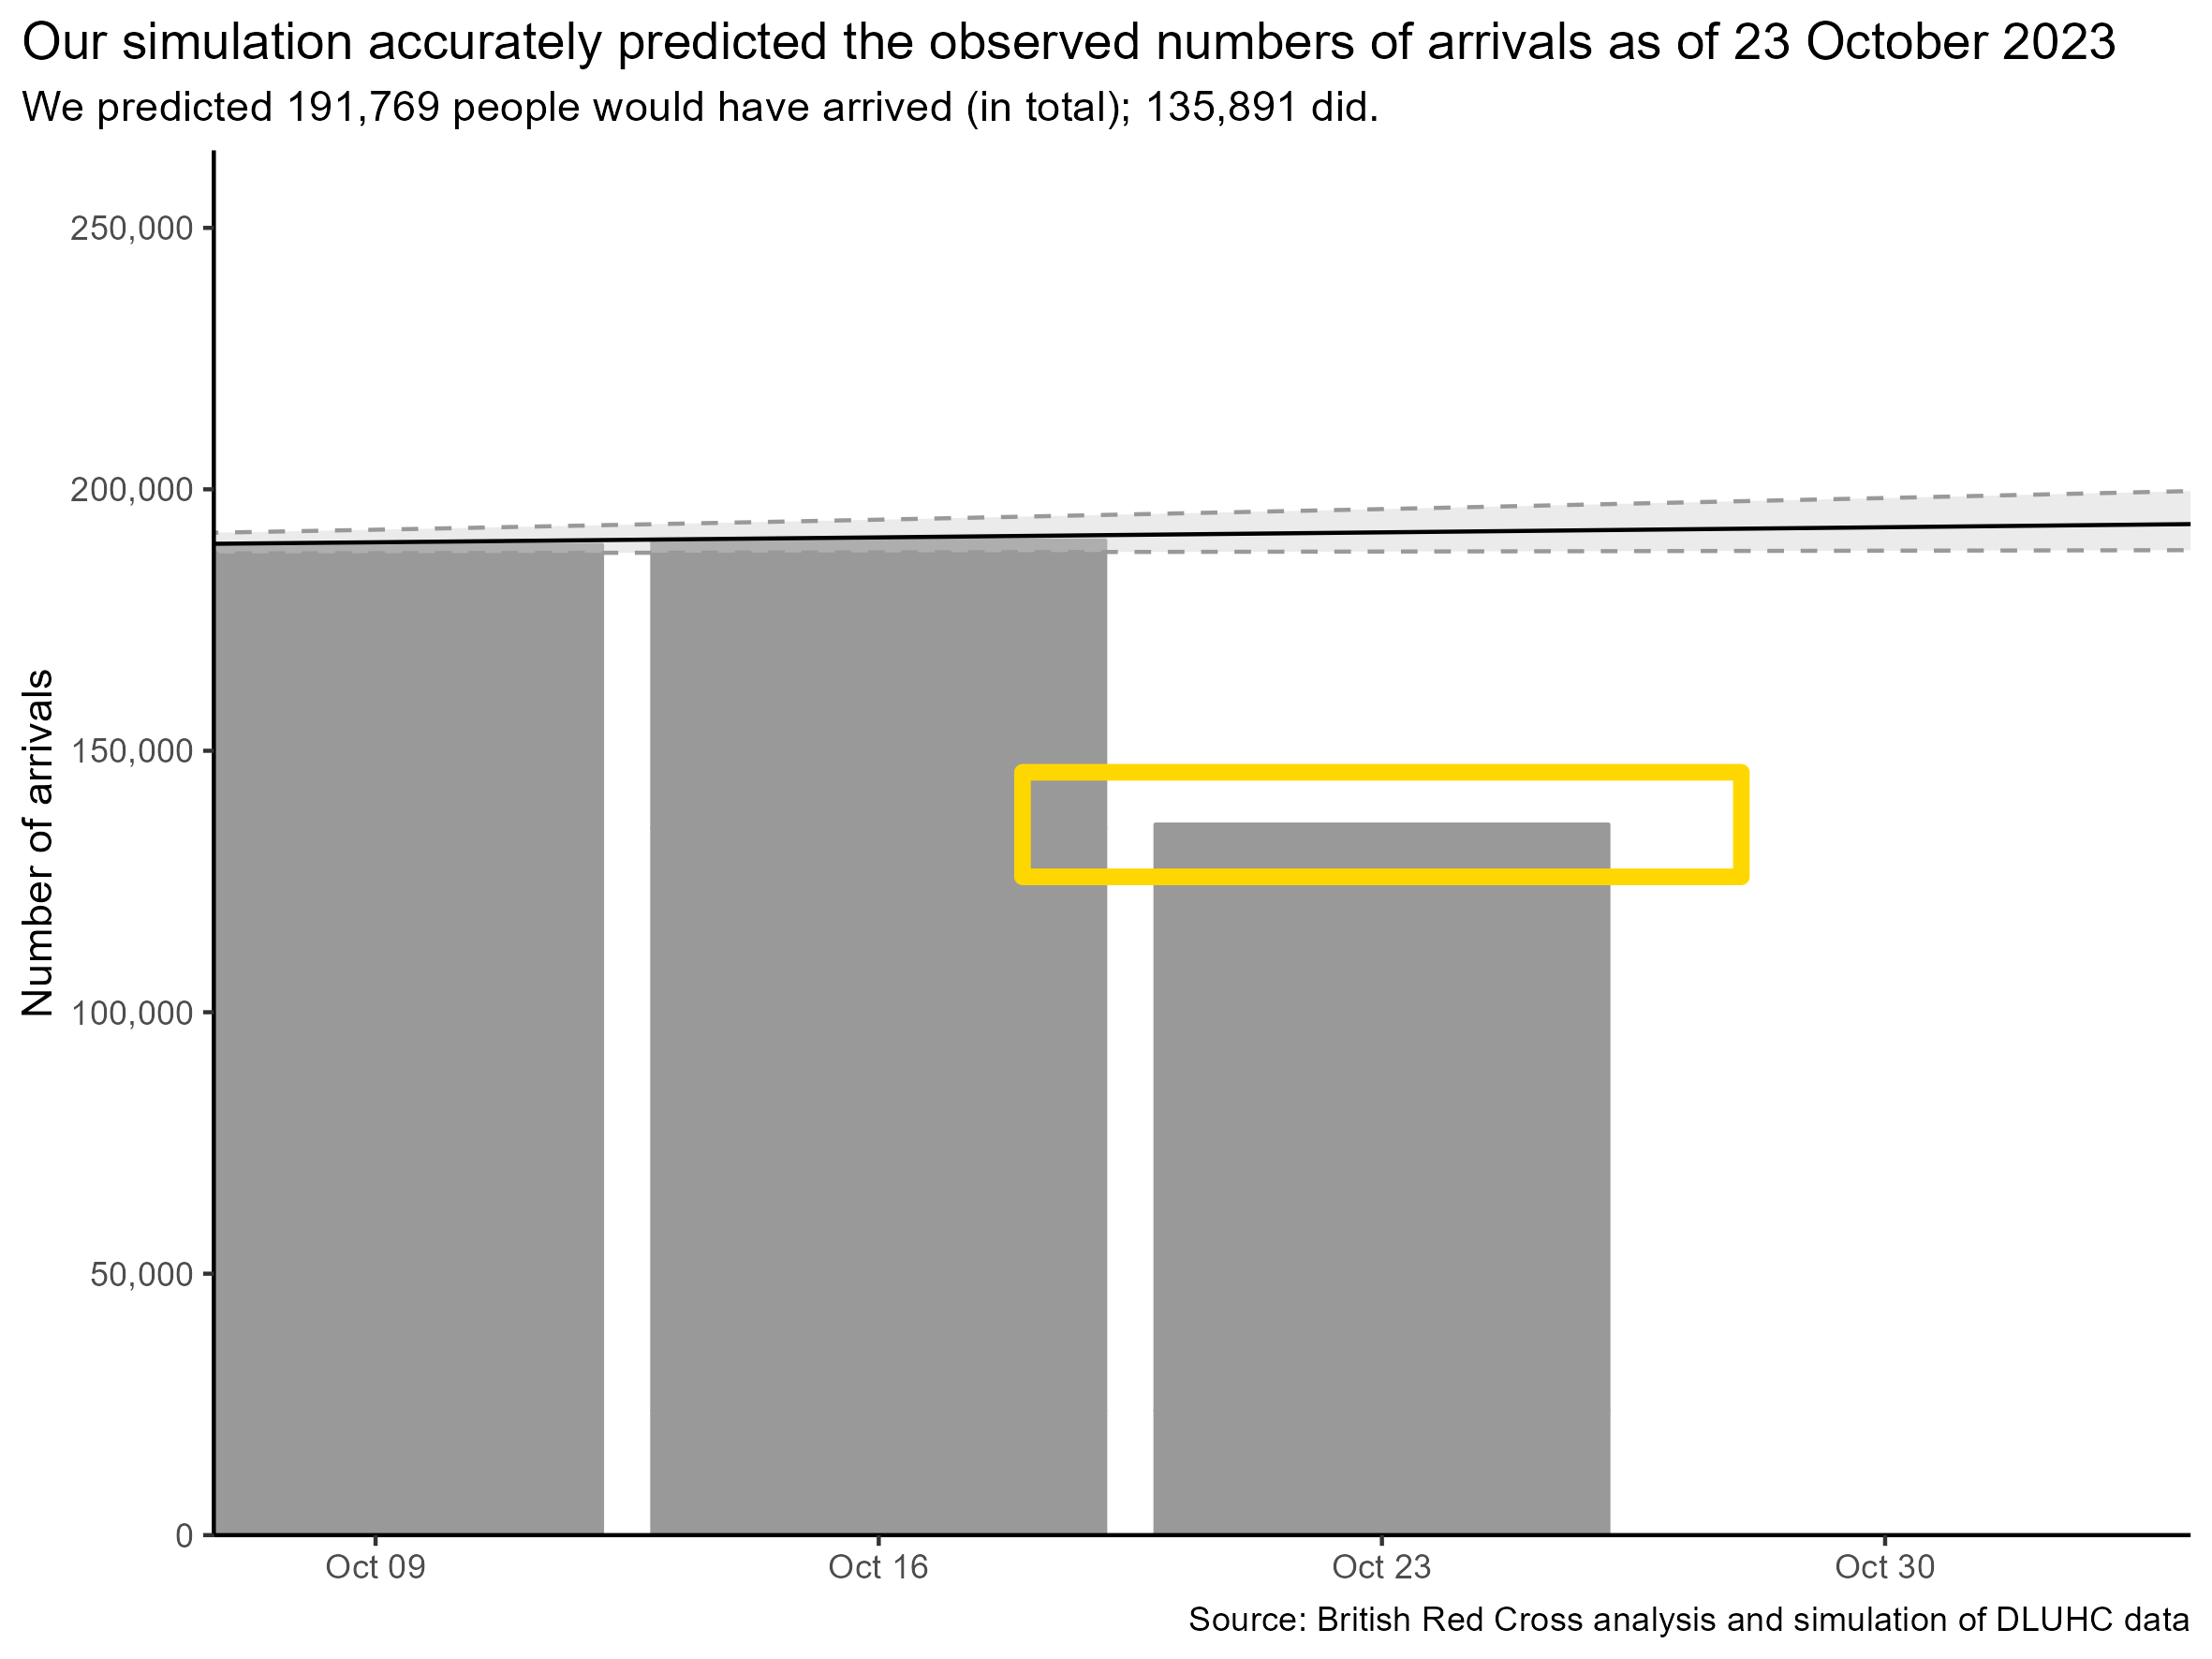 Our simulation accurately predicted the observed numbers of arrivals as of 23 October 2023
We predicted 191,769 people would have arrived (in total); 135,891 did.
Number of arrivals
250,000
200,000
150,000
100,000
50,000
0
Oct 09
Oct 16
Oct 23
Oct 30
Source: British Red Cross analysis and simulation of DLUHC data